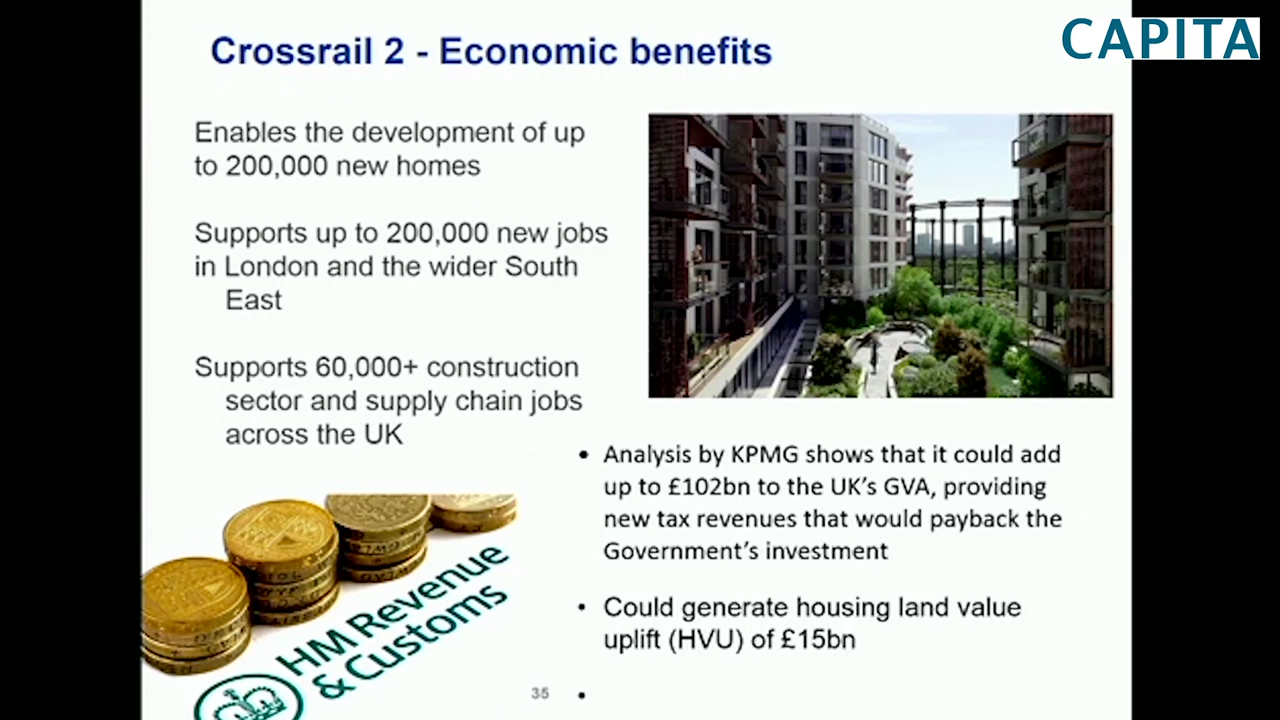 Crossrail 2 - Economic benefits
CAPITA
Enables the development of up
to 200,000 new homes
Supports up to 200,000 new jobs
in London and the wider South
East
Supports 60,000+ construction
sector and supply chain jobs
across the UK
• Analysis by KPMG shows that it could add
up to £102bn to the UK’s GVA, providing
new tax revenues that would payback the
Government’s investment
• Could generate housing land value
uplift (HVU) of £15bn
•
HM Revenue
& Customs
35